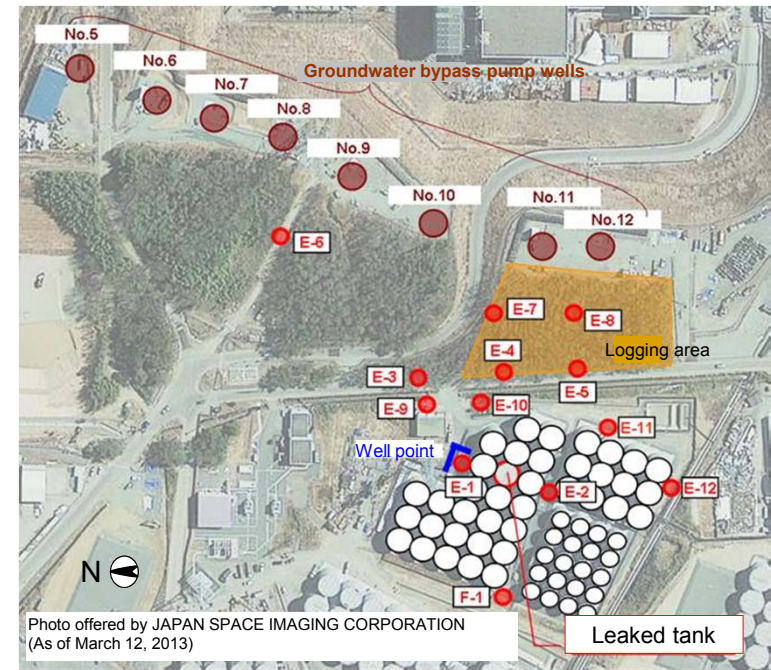 No.5
No.6
No.7
Groundwater bypass pump wells
No.8
No.9
No.10
No.11
No.12
E-6
E-7
E-8
E-4
Logging area
E-3
E-5
E-9
E-10
E-11
Well point
E-1
E-2
E-12
N
F-1
Photo offered by JAPAN SPACE IMAGING CORPORATION
(As of March 12, 2013)
Leaked tank